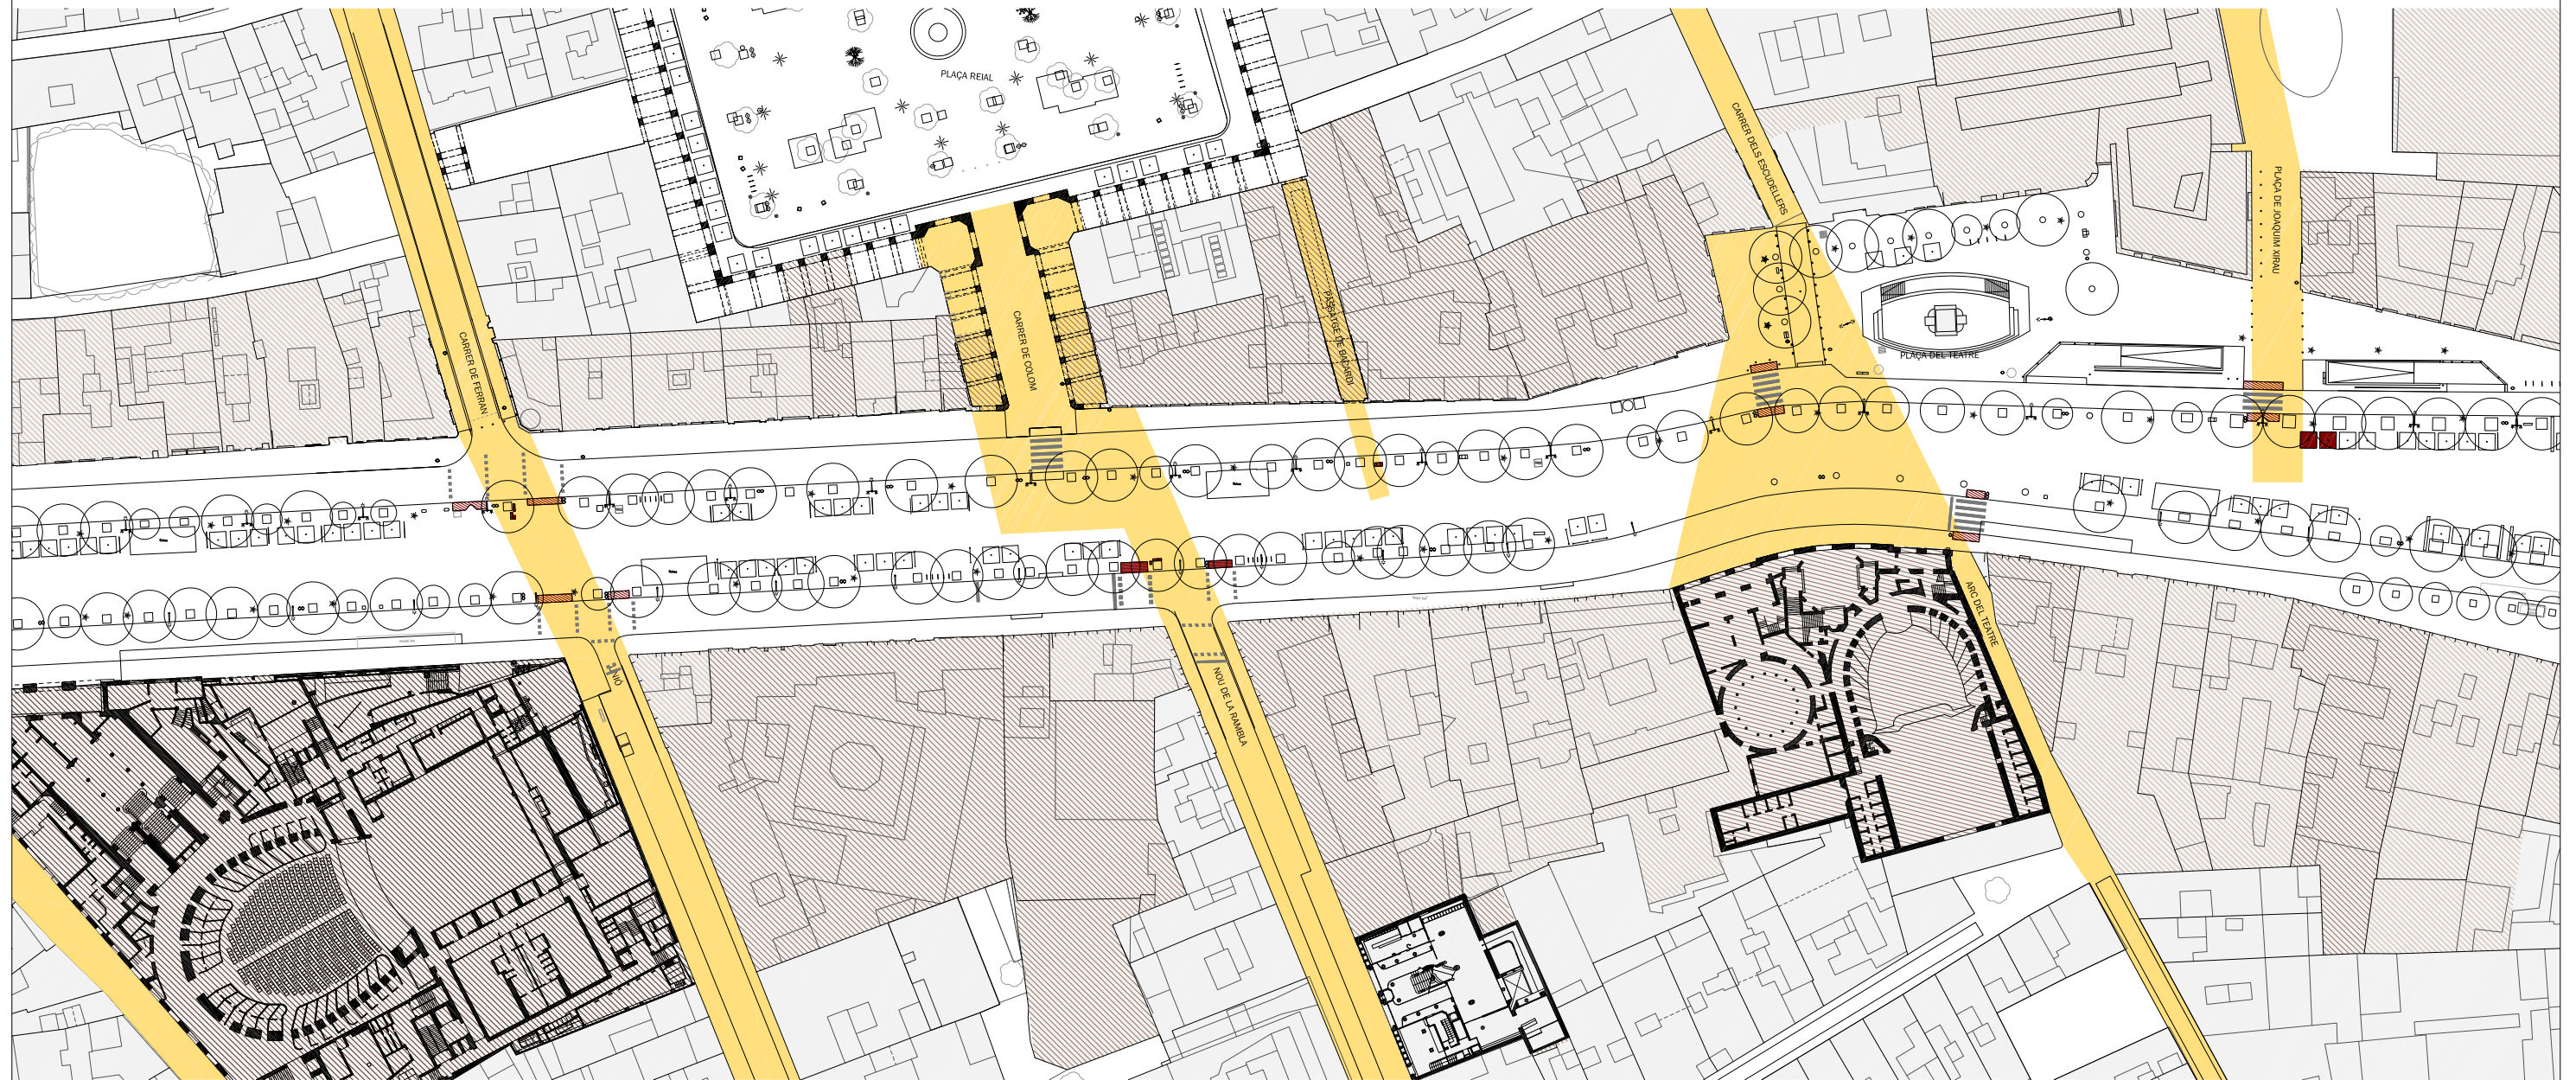 PLAÇA REIAL
CARRER DELS ESCUDELLERS
PLAÇA DE JOAQUIM XIRAU
CARRER DE FERRAN
CARRER DE COLOM
PASSATGE DE BACARDÍ
PLAÇA DEL TEATRE
ARC DEL TEATRE
UNIÓ
NOU DE LA RAMBLA